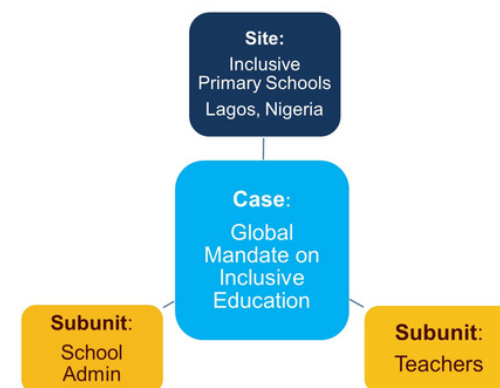 Site:
Inclusive
Primary Schools
Lagos, Nigeria
Case:
Global
Mandate on
Inclusive
Education
Subunit:
School
Admin
Subunit:
Teachers